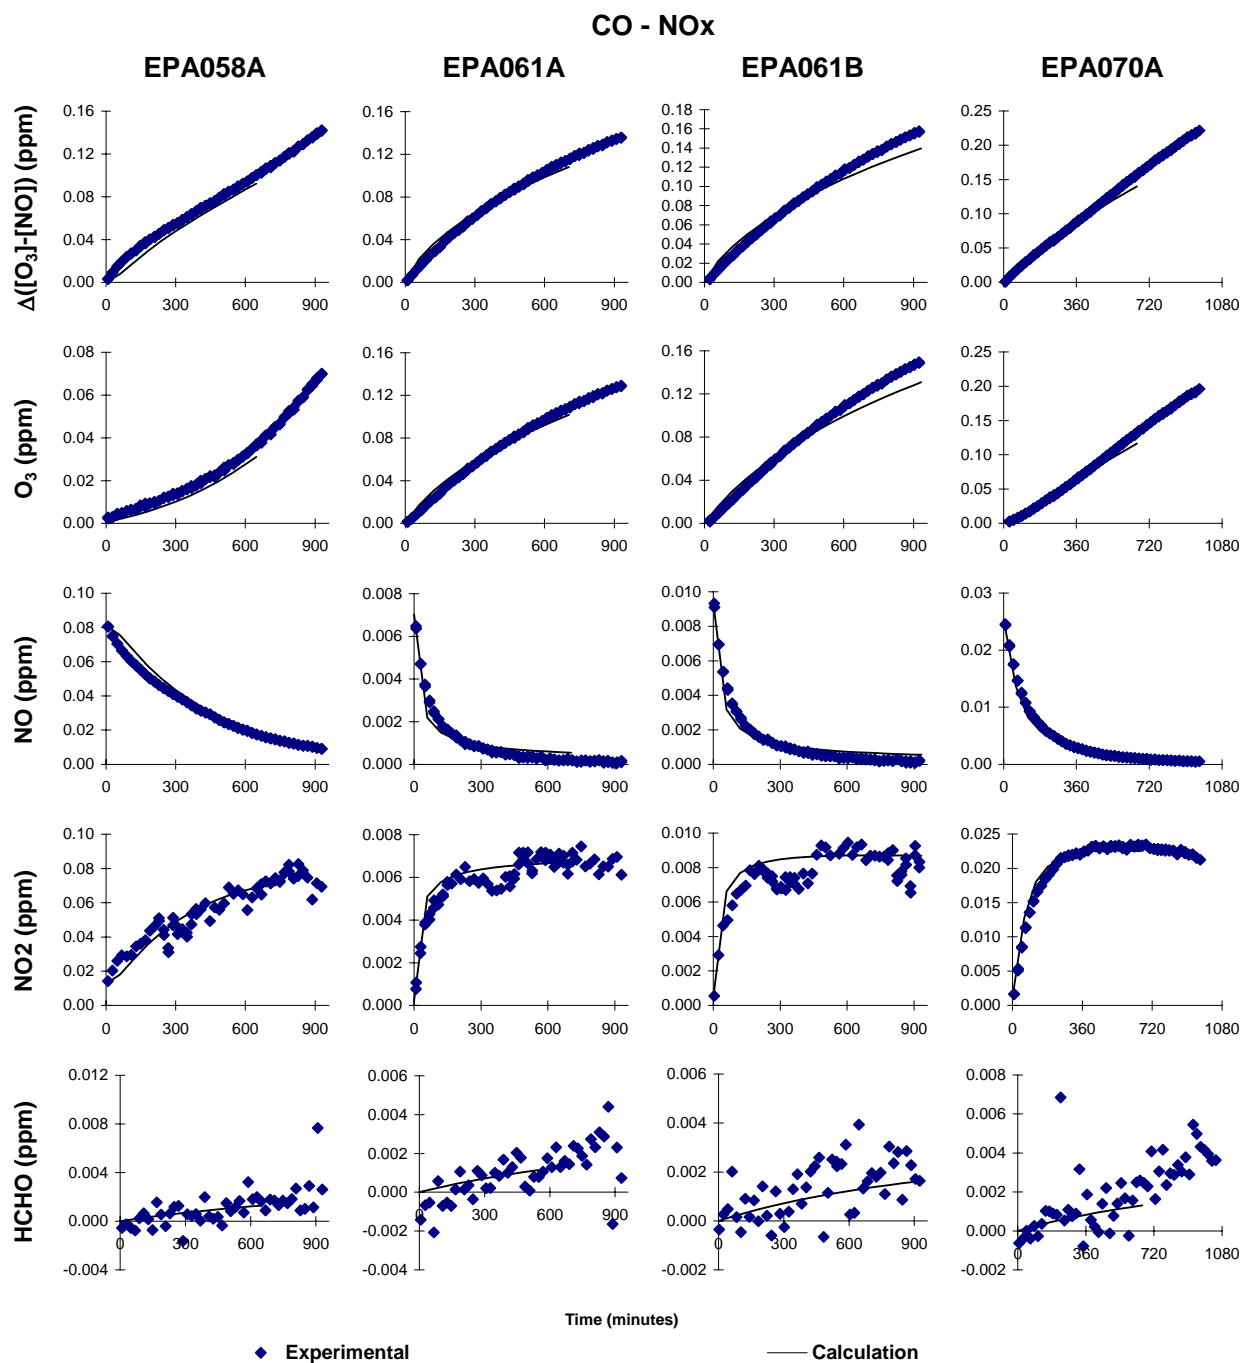 CO - NOx
EPA058A EPA061A EPA061B EPA070A
Δ([O3]-[NO]) (ppm)
0.16 0.12 0.08 0.04 0.00
0 300 600 900
0.16 0.12 0.08 0.04 0.00
0 300 600 900
0.18 0.16 0.14 0.12 0.10 0.08 0.06 0.04 0.02 0.00
0 300 600 900
0.25 0.20 0.15 0.10 0.05 0.00
0 360 720 1080
O3 (ppm)
0.08 0.06 0.04 0.02 0.00
0 300 600 900
0.16 0.12 0.08 0.04 0.00
0 300 600 900
0.16 0.12 0.08 0.04 0.00
0 300 600 900
0.25 0.20 0.15 0.10 0.05 0.00
0 360 720 1080
NO (ppm)
0.10 0.08 0.06 0.04 0.02 0.00
0 300 600 900
0.008 0.006 0.004 0.002 0.000
0 300 600 900
0.010 0.008 0.006 0.004 0.002 0.000
0 300 600 900
0.03 0.02 0.01 0.00
0 360 720 1080
NO2 (ppm)
0.10 0.08 0.06 0.04 0.02 0.00
0 300 600 900
0.008 0.006 0.004 0.002 0.000
0 300 600 900
0.010 0.008 0.006 0.004 0.002 0.000
0 300 600 900
0.025 0.020 0.015 0.010 0.005 0.000
0 360 720 1080
HCHO (ppm)
0.012 0.008 0.004 0.000 -0.004
0 300 600 900
0.006 0.004 0.002 0.000 -0.002 -0.004
0 300 600 900
0.006 0.004 0.002 0.000 -0.002
0 300 600 900
0.008 0.006 0.004 0.002 0.000 -0.002
0 360 720 1080
Time (minutes)
Experimental Calculation